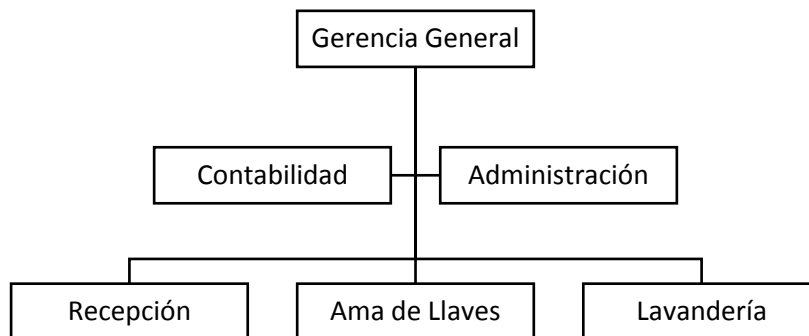 Gerencia General
Contabilidad
Administración
Recepción
Ama de Llaves
Lavandería